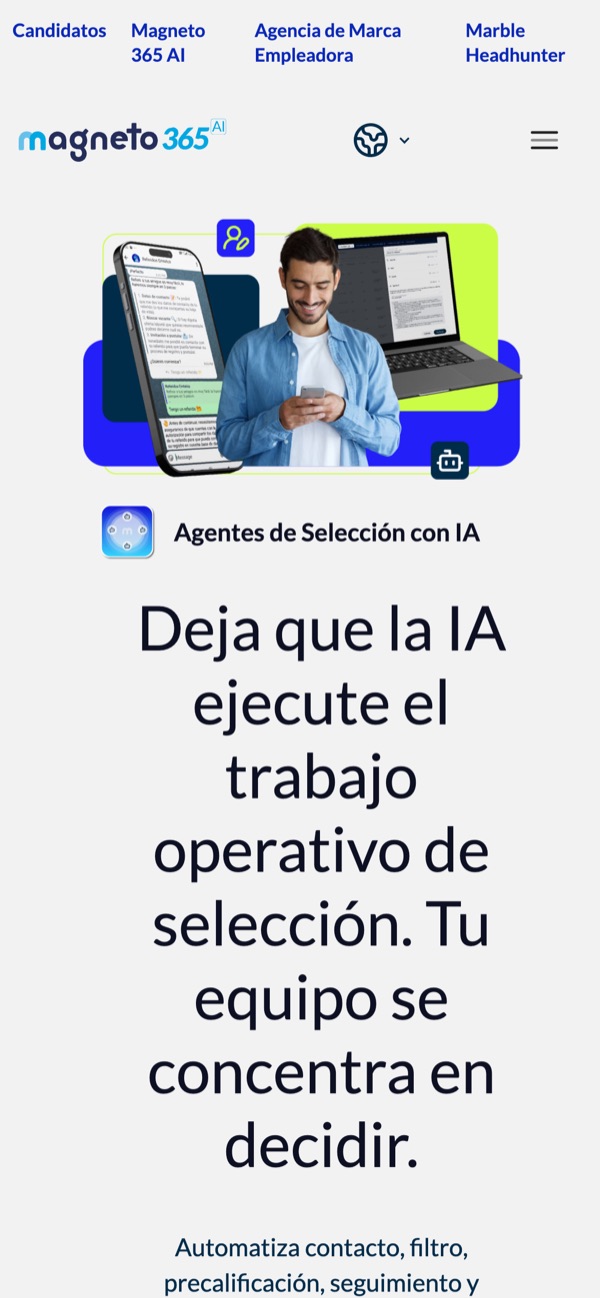 Candidatos
Magneto 365 AI
Agencia de Marca Empleadora
Marble Headhunter
magneto 365 AI
Agentes de Selección con IA
Deja que la IA
ejecute el
trabajo
operativo de
selección. Tu
equipo se
concentra en
decidir.
Automatiza contacto, filtro,
precalificación, seguimiento y